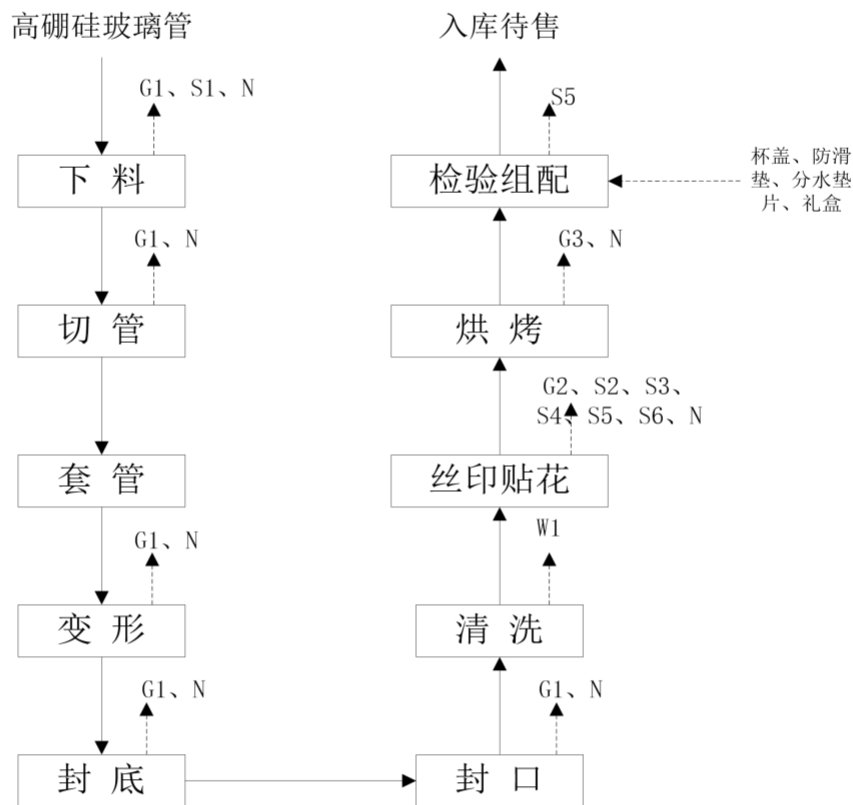 高硼硅玻璃管
G1、S1、N
下 料
G1、N
切 管
套 管
G1、N
变 形
G1、N
封 底
入库待售
S5
检验组配
杯盖、防滑
垫、分水垫
片、礼盒
G3、N
烘 烤
G2、S2、S3、
S4、S5、S6、N
丝印贴花
W1
清 洗
G1、N
封 口